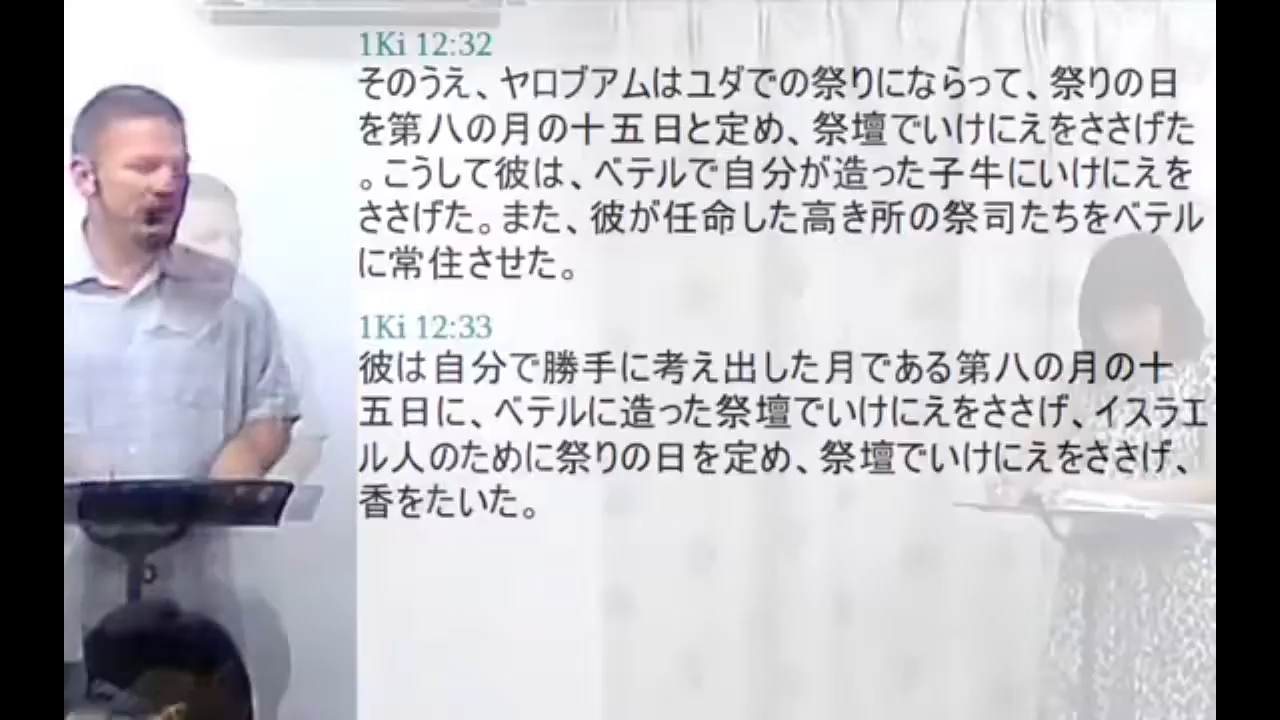 1Ki 12:32
そのうえ、ヤロブアムはユダでの祭りにならって、祭りの日
を第八の月の十五日と定め、祭壇でいけにえをささげた
。こうして彼は、ベテルで自分が造った子牛にいけにえを
ささげた。また、彼が任命した高き所の祭司たちをベテル
に常住させた。
1Ki 12:33
彼は自分で勝手に考え出した月である第八の月の十
五日に、ベテルに造った祭壇でいけにえをささげ、イスラエ
ル人のために祭りの日を定め、祭壇でいけにえをささげ、
香をたいた。